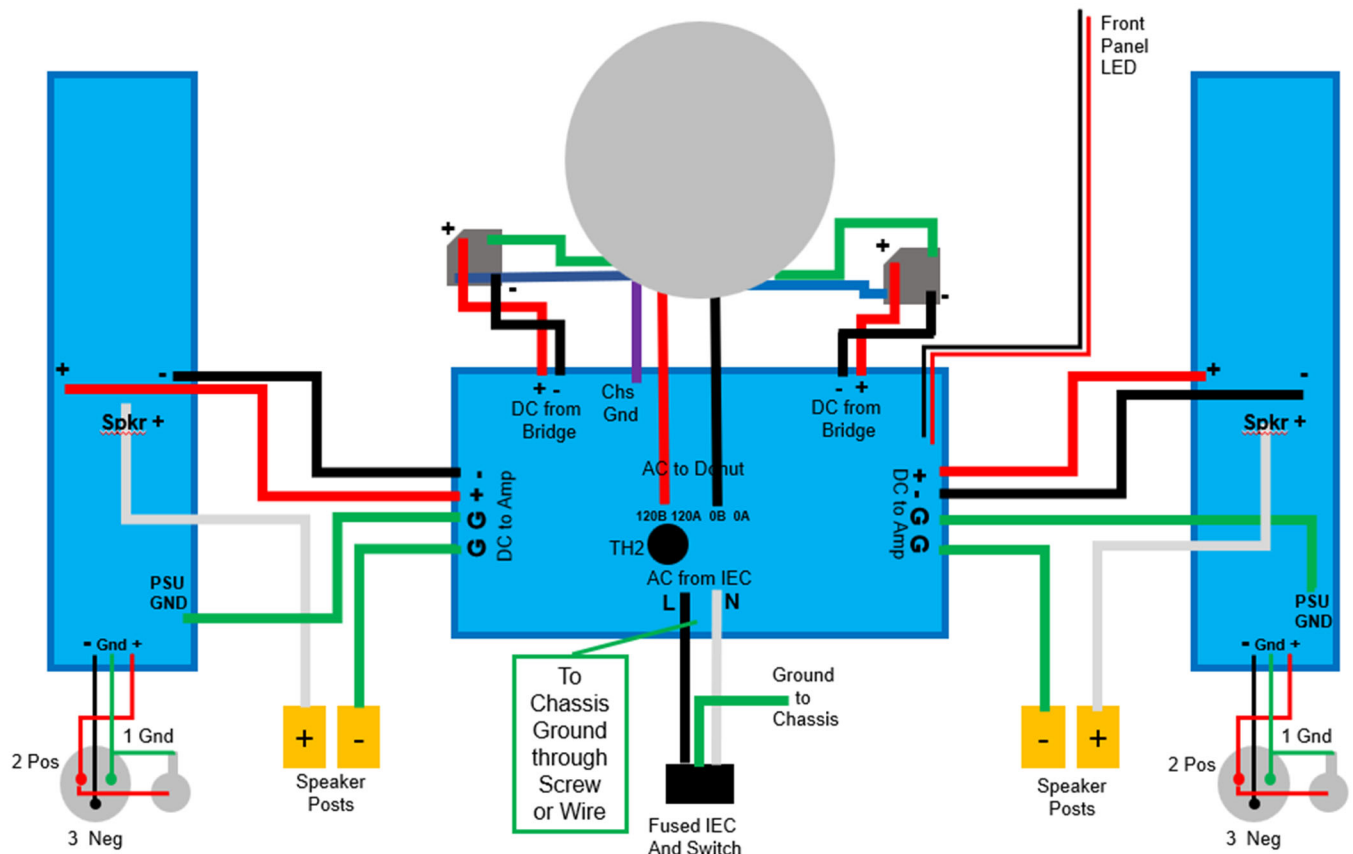 Front
Panel
LED
+
-
+
-
+
-
Spkr +
+ -
DC from
Bridge
Chs
Gnd
- +
DC from
Bridge
+
-
Spkr +
AC to Donut
- + G G
DC to Amp
+ - G G
DC to Amp
120B 120A 0B 0A
TH2
AC from IEC
L N
PSU
GND
PSU
GND
- Gnd +
- Gnd +
To
Chassis
Ground
through
Screw
or Wire
Ground
to
Chassis
1 Gnd
2 Pos
3 Neg
+ -
Speaker
Posts
Fused IEC
And Switch
- +
Speaker
Posts
1 Gnd
2 Pos
3 Neg